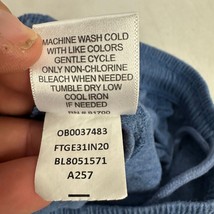 MACHINE WASH COLD
WITH LIKE COLORS
GENTLE CYCLE
ONLY NON-CHLORINE
BLEACH WHEN NEEDED
TUMBLE DRY LOW
COOL IRON
IF NEEDED
OB0037483
FTGE31IN20
BL8051571
A257